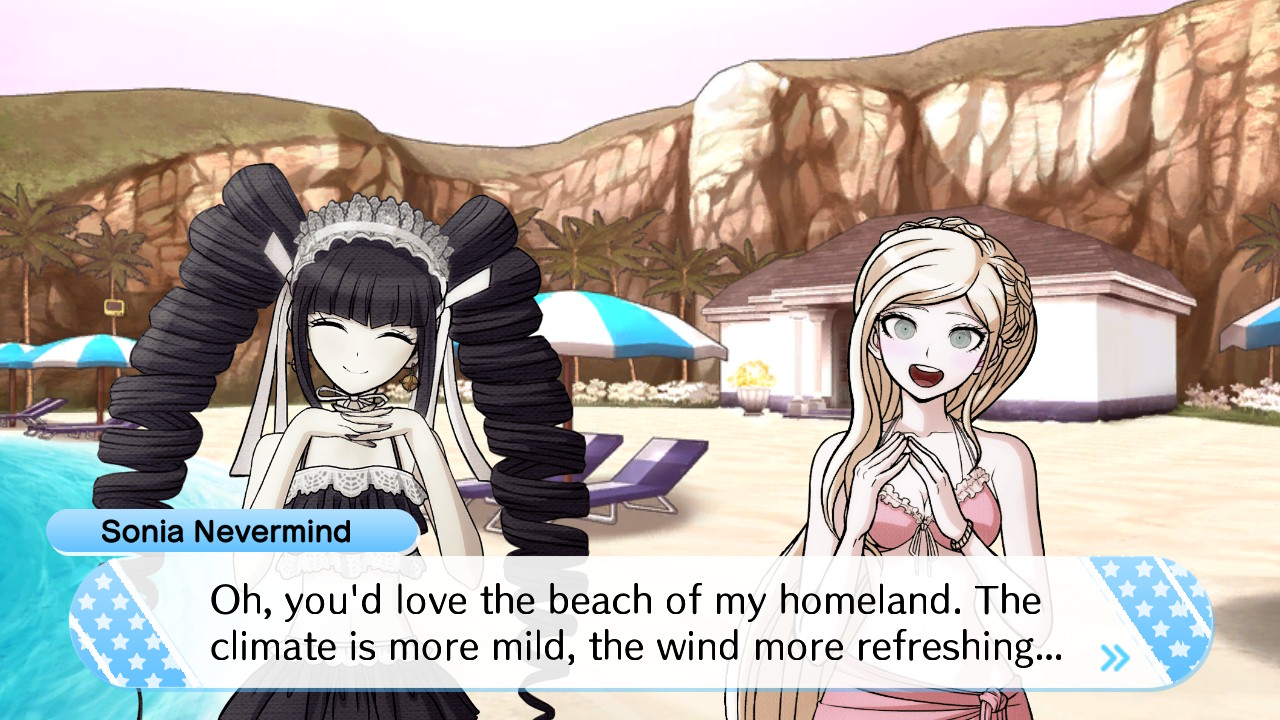 Sonia Nevermind
Oh, you'd love the beach of my homeland. The
climate is more mild, the wind more refreshing...